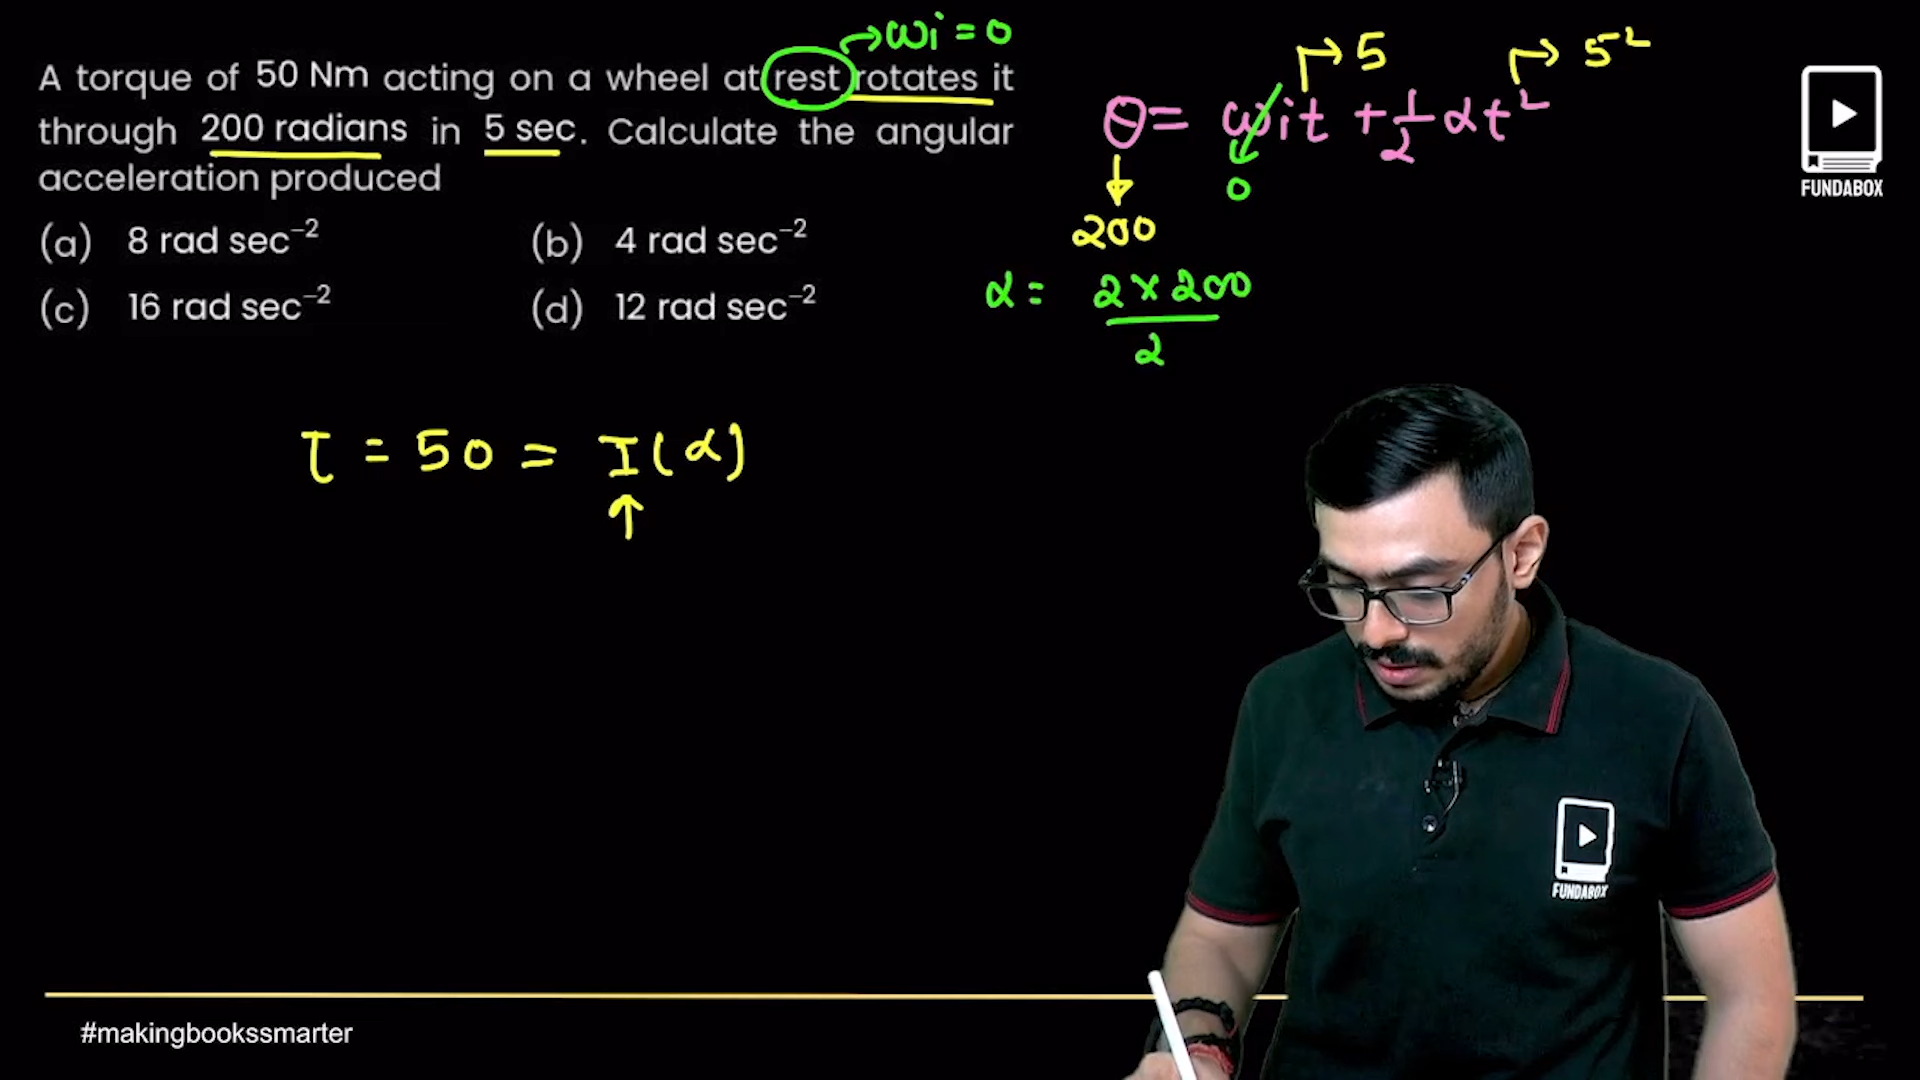 A torque of 50 Nm acting on a wheel at rest rotates it
through 200 radians in 5 sec. Calculate the angular
acceleration produced
(a) 8 rad sec⁻²
(b) 4 rad sec⁻²
(c) 16 rad sec⁻²
(d) 12 rad sec⁻²
→ωi = 0
→ 5
→ 5²
θ = ωit + 1/2 αt²
0
200
α = 2 × 200 / 2
τ = 50 = I(α)
FUNDABOX
FUNDABOX
#makingbookssmarter